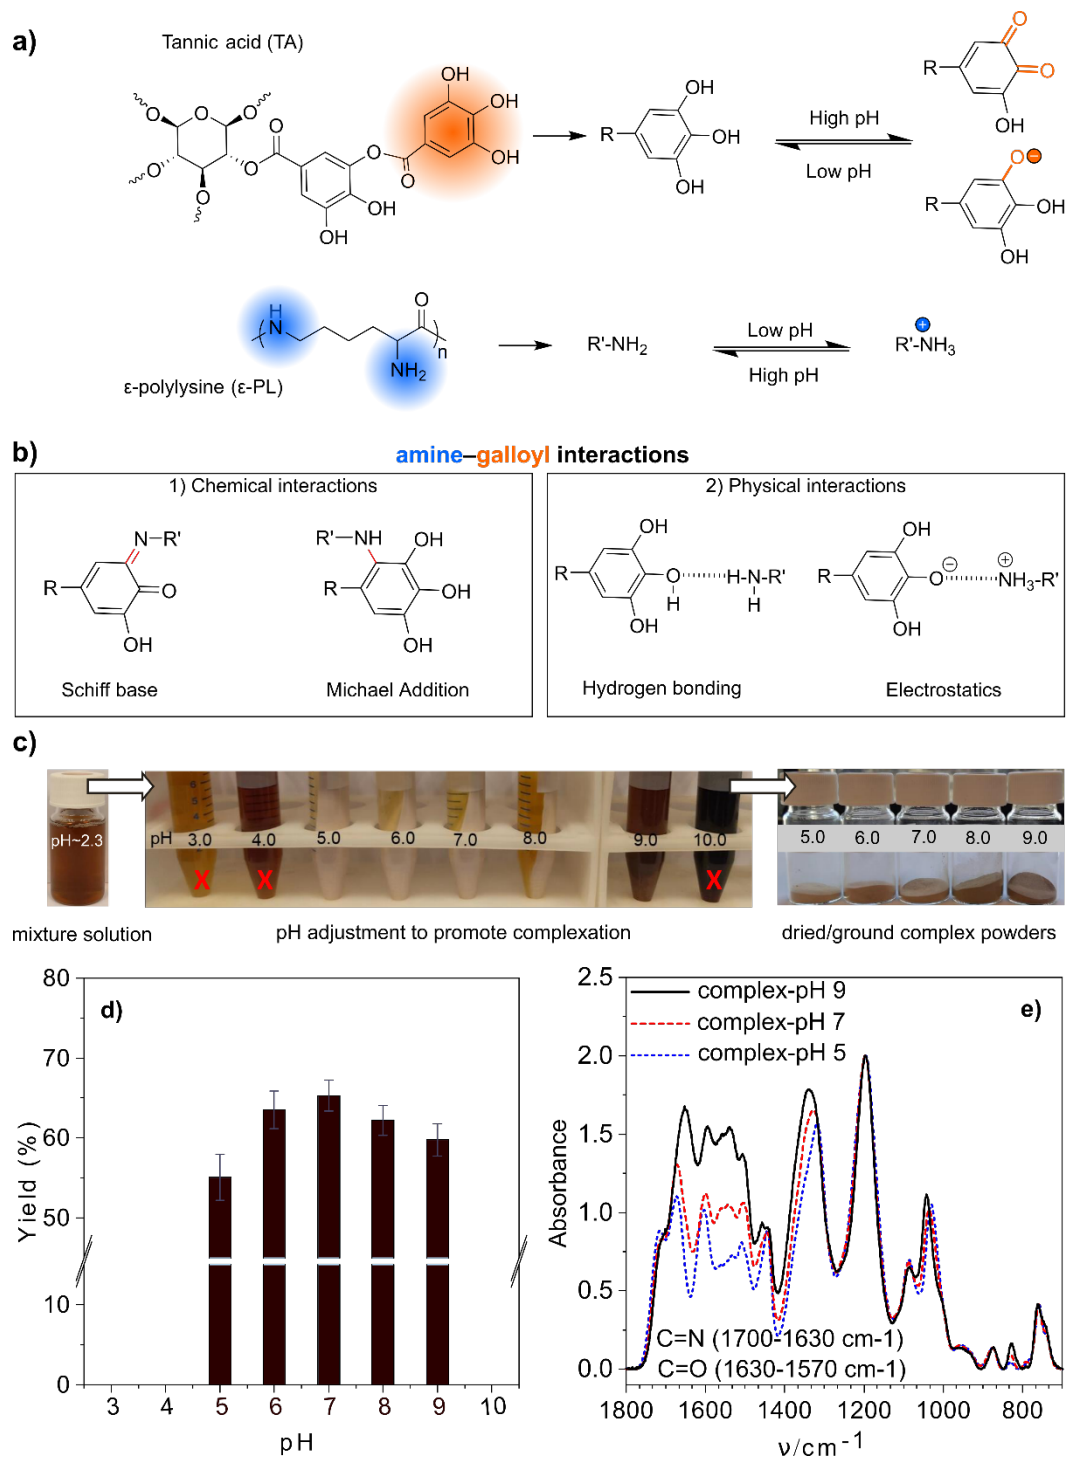 a)
Tannic acid (TA)
OH
OH
OH
O
O
O
O
O
O
O
O
O
OH
OH
R
OH
OH
OH
High pH
Low pH
O
O
R
OH
O
R
OH
OH
H
N
O
n
NH2
ε-polylysine (ε-PL)
R'-NH2
Low pH
High pH
R'-NH3
b)
amine–galloyl interactions
1) Chemical interactions
N–R'
R
O
OH
Schiff base
R'–NH
OH
R
OH
OH
Michael Addition
2) Physical interactions
OH
R
O
H
OH
H-N-R'
H
Hydrogen bonding
OH
R
O
OH
NH3-R'
Electrostatics
c)
pH~2.3
mixture solution
6
5
4
pH 3.0 4.0 5.0 6.0 7.0 8.0 9.0 10.0
X X X
pH adjustment to promote complexation
5.0 6.0 7.0 8.0 9.0
dried/ground complex powders
d)
Yield (%)
80
70
60
50
10
0
3 4 5 6 7 8 9 10
pH
e)
complex-pH 9
complex-pH 7
complex-pH 5
Absorbance
2.5
2.0
1.5
1.0
0.5
0.0
C=N (1700-1630 cm-1)
C=O (1630-1570 cm-1)
1800 1600 1400 1200 1000 800
ν/cm-1